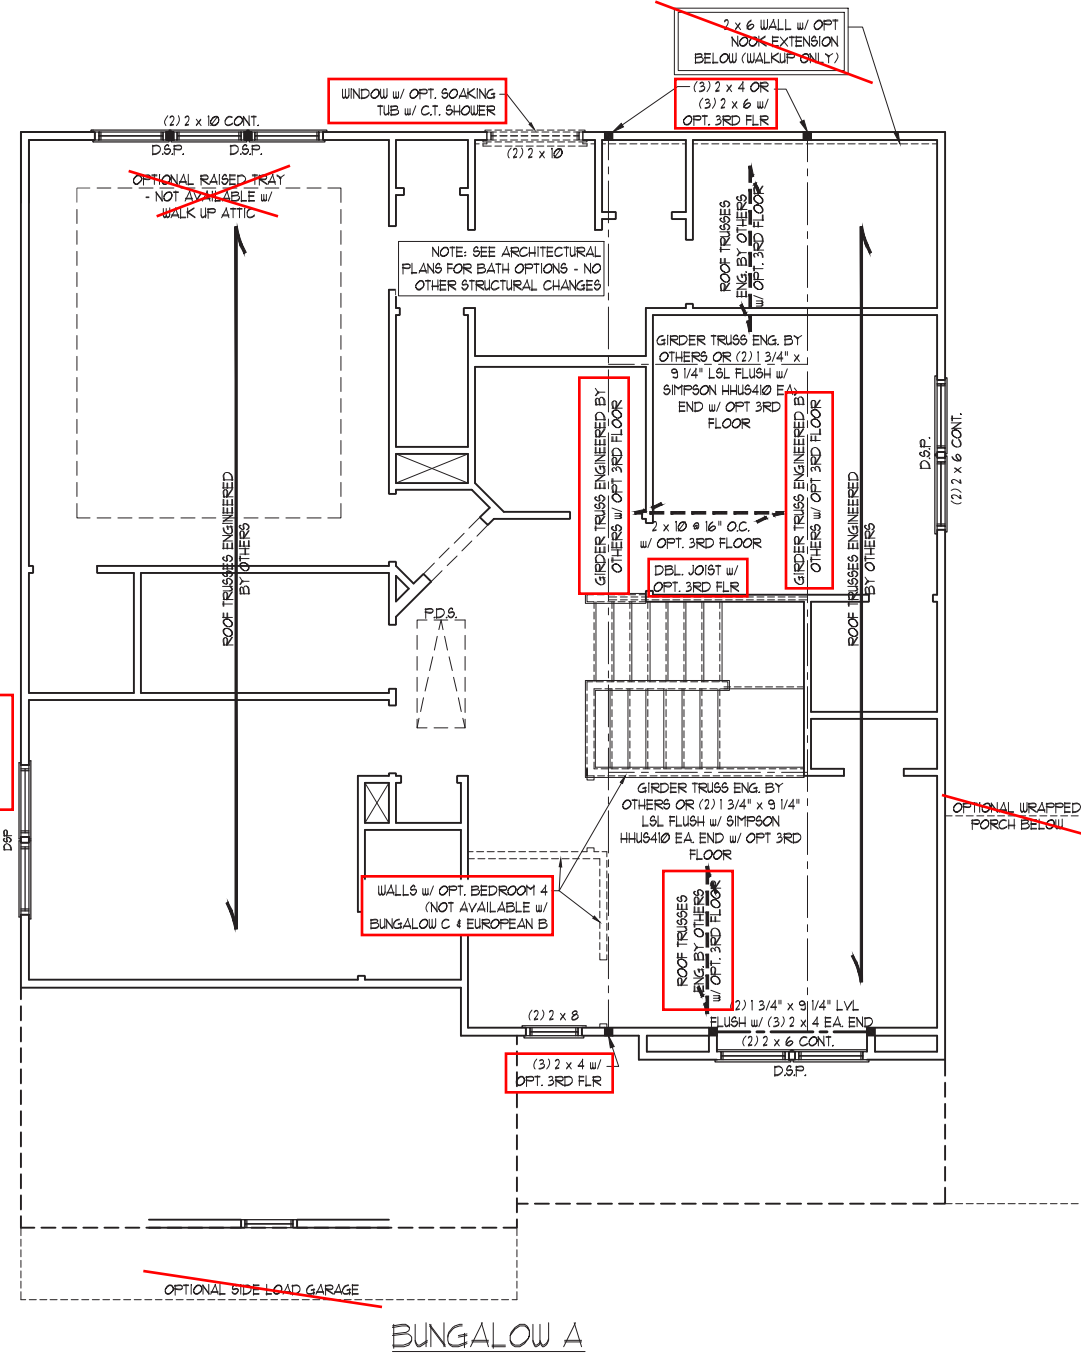 2 x 6 WALL w/ OPT
NOOK EXTENSION
BELOW (WALKUP ONLY)
WINDOW w/ OPT. SOAKING
TUB w/ C.T. SHOWER
(3) 2 x 4 OR
(3) 2 x 6 w/
OPT. 3RD FLR
(2) 2 x 10 CONT.
D.S.P.
D.S.P.
(2) 2 x 10
OPTIONAL RAISED TRAY
- NOT AVAILABLE w/
WALK UP ATTIC
NOTE: SEE ARCHITECTURAL
PLANS FOR BATH OPTIONS - NO
OTHER STRUCTURAL CHANGES
ROOF TRUSSES
ENG. BY OTHERS
w/ OPT. 3RD FLOOR
GIRDER TRUSS ENG. BY
OTHERS OR (2) 1 3/4" x
9 1/4" LSL FLUSH w/
SIMPSON HHUS410 EA.
END w/ OPT 3RD
FLOOR
GIRDER TRUSS ENGINEERED BY
OTHERS w/ OPT 3RD FLOOR
GIRDER TRUSS ENGINEERED BY
OTHERS w/ OPT 3RD FLOOR
D.S.P.
(2) 2 x 6 CONT.
ROOF TRUSSES ENGINEERED
BY OTHERS
2 x 10 @ 16" O.C.
w/ OPT. 3RD FLOOR
ROOF TRUSSES ENGINEERED
BY OTHERS
DBL. JOIST w/
OPT. 3RD FLR
P.D.S.
GIRDER TRUSS ENG. BY
OTHERS OR (2) 1 3/4" x 9 1/4"
LSL FLUSH w/ SIMPSON
HHUS410 EA. END w/ OPT 3RD
FLOOR
OPTIONAL WRAPPED
PORCH BELOW
DSP
WALLS w/ OPT. BEDROOM 4
(NOT AVAILABLE w/
BUNGALOW C & EUROPEAN B
ROOF TRUSSES
ENG. BY OTHERS
w/ OPT. 3RD FLOOR
(2) 1 3/4" x 9 1/4" LVL
FLUSH w/ (3) 2 x 4 EA. END
(2) 2 x 8
(2) 2 x 6 CONT.
D.S.P.
(3) 2 x 4 w/
OPT. 3RD FLR
OPTIONAL SIDE LOAD GARAGE
BUNGALOW A